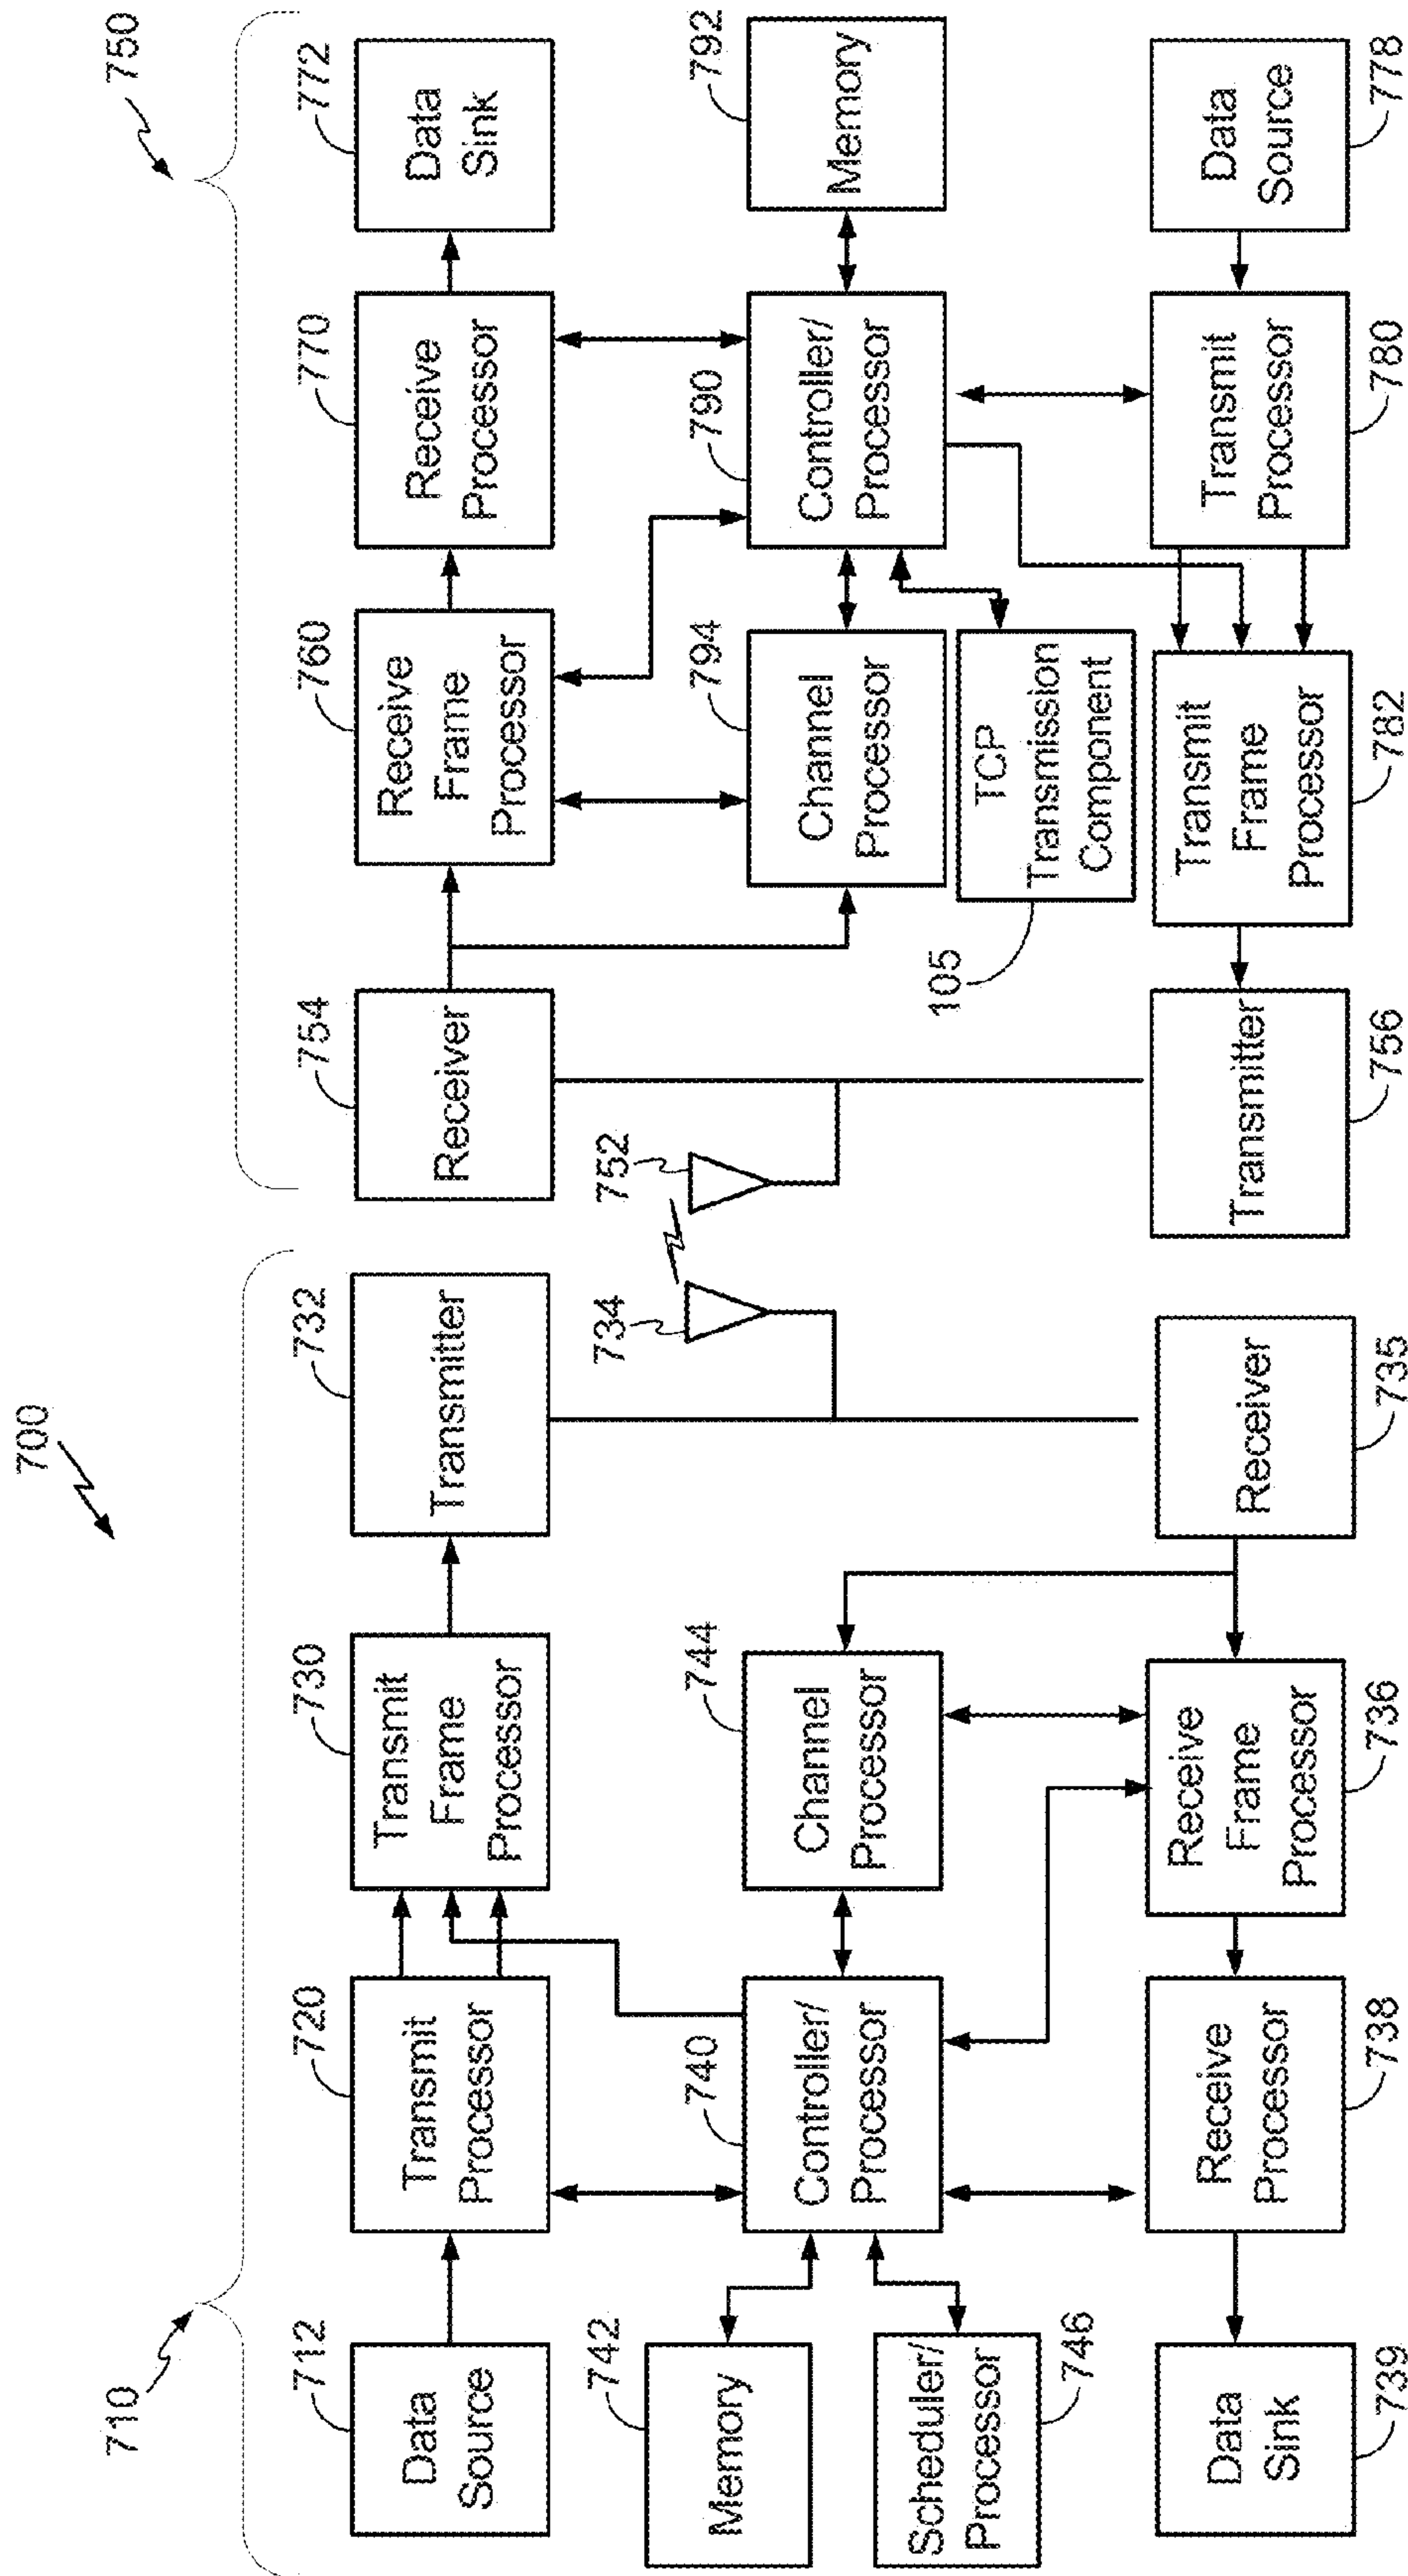 700
710
750
712
Data
Source
720
Transmit
Processor
730
Transmit
Frame
Processor
732
Transmitter
754
Receiver
760
Receive
Frame
Processor
770
Receive
Processor
772
Data
Sink
742
Memory
740
Controller/
Processor
744
Channel
Processor
734
752
794
Channel
Processor
790
Controller/
Processor
792
Memory
Scheduler/
Processor
746
105
TCP
Transmission
Component
Data
Sink
739
Receive
Processor
738
Receive
Frame
Processor
736
Receiver
735
Transmitter
756
Transmit
Frame
Processor
782
Transmit
Processor
780
Data
Source
778